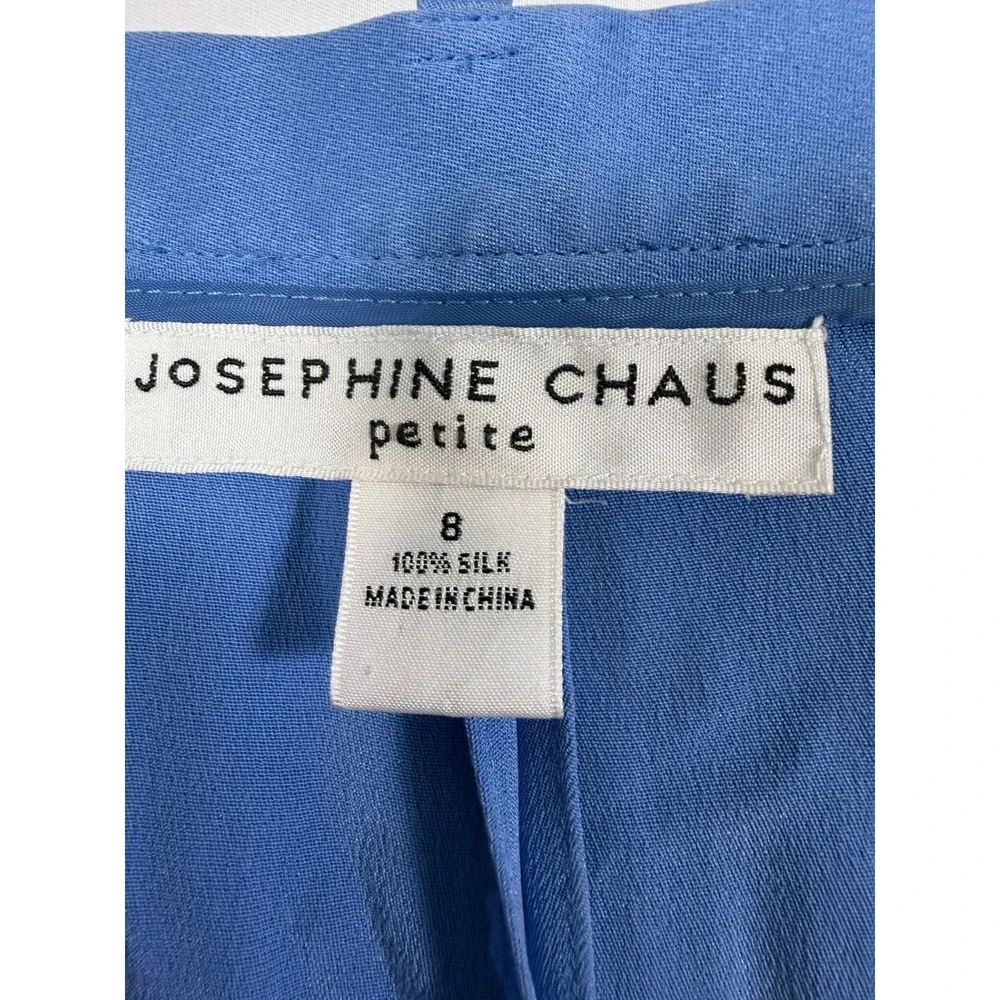 JoSEPHINE CHAUS
petite
8
100% SILK
MADE IN CHINA